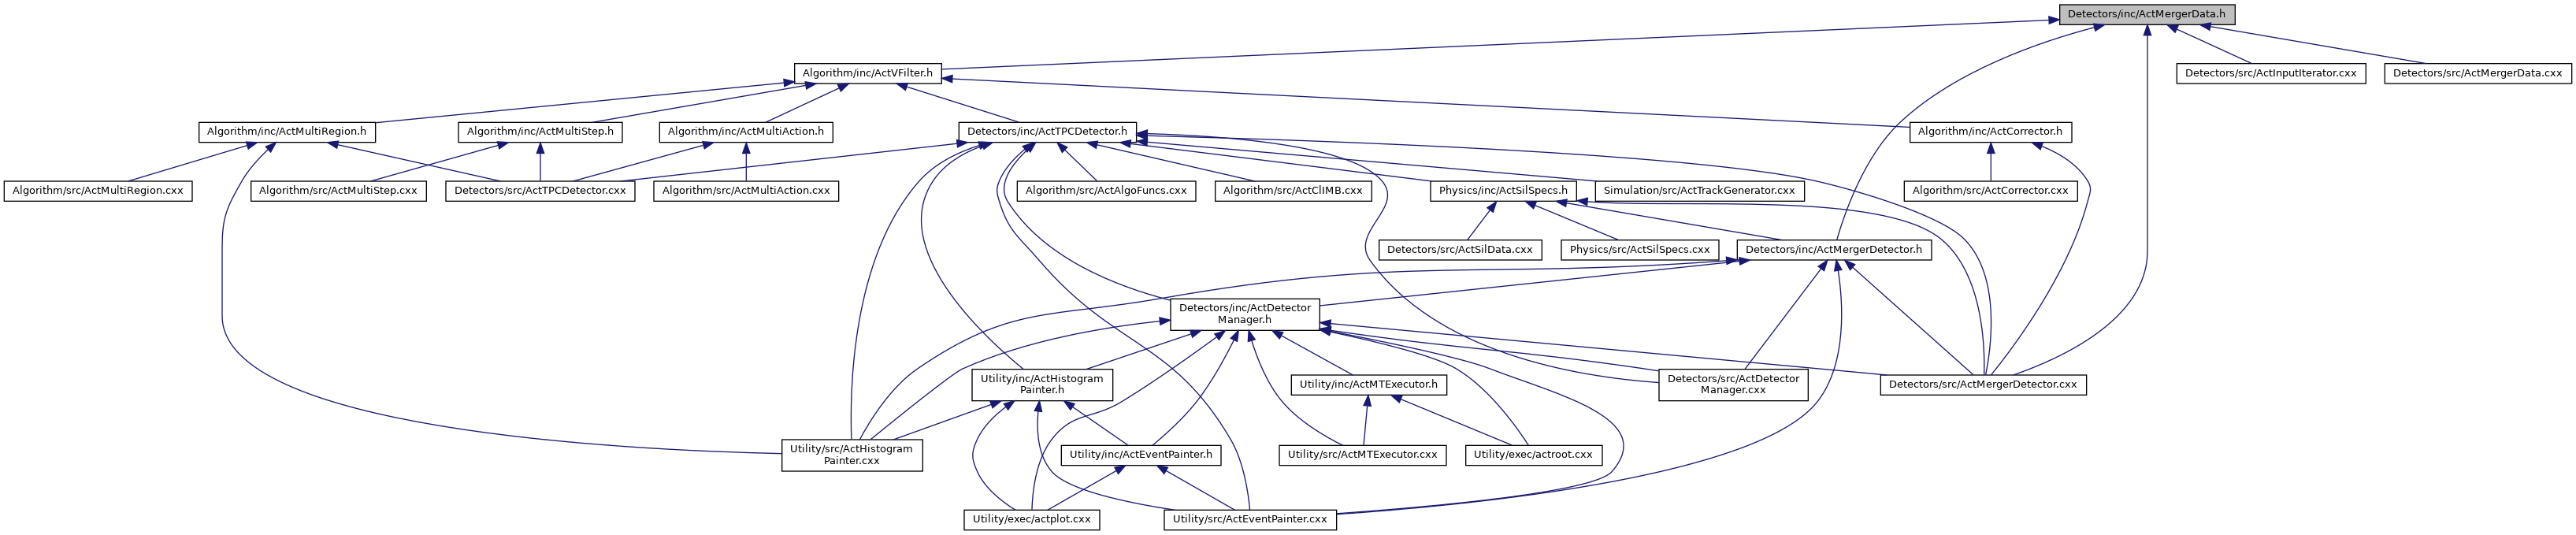 Detectors/inc/ActMergerData.h
Algorithm/inc/ActVFilter.h
Detectors/src/ActInputIterator.cxx
Detectors/src/ActMergerData.cxx
Algorithm/inc/ActMultiRegion.h
Algorithm/inc/ActMultiStep.h
Algorithm/inc/ActMultiAction.h
Detectors/inc/ActTPCDetector.h
Algorithm/inc/ActCorrector.h
Algorithm/src/ActMultiRegion.cxx
Algorithm/src/ActMultiStep.cxx
Detectors/src/ActTPCDetector.cxx
Algorithm/src/ActMultiAction.cxx
Algorithm/src/ActAlgoFuncs.cxx
Algorithm/src/ActClIMB.cxx
Physics/inc/ActSilSpecs.h
Simulation/src/ActTrackGenerator.cxx
Algorithm/src/ActCorrector.cxx
Detectors/src/ActSilData.cxx
Physics/src/ActSilSpecs.cxx
Detectors/inc/ActMergerDetector.h
Detectors/inc/ActDetector
Manager.h
Utility/inc/ActHistogram
Painter.h
Utility/inc/ActMTExecutor.h
Detectors/src/ActDetector
Manager.cxx
Detectors/src/ActMergerDetector.cxx
Utility/src/ActHistogram
Painter.cxx
Utility/inc/ActEventPainter.h
Utility/src/ActMTExecutor.cxx
Utility/exec/actroot.cxx
Utility/exec/actplot.cxx
Utility/src/ActEventPainter.cxx